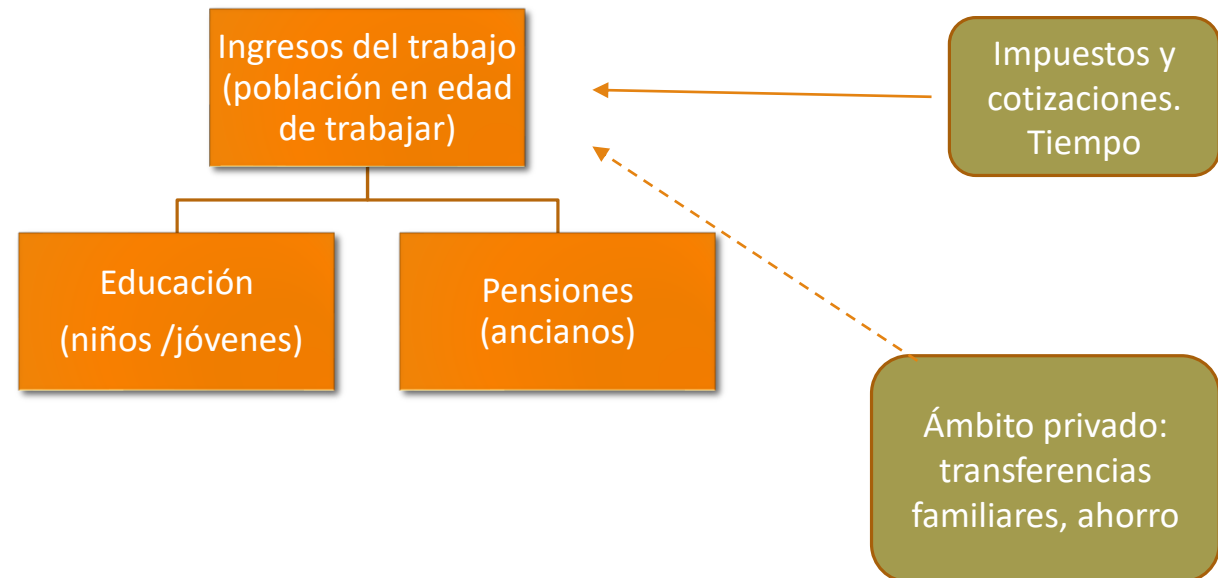 Ingresos del trabajo
(población en edad
de trabajar)
Impuestos y
cotizaciones.
Tiempo
Educación
(niños /jóvenes)
Pensiones
(ancianos)
Ámbito privado:
transferencias
familiares, ahorro